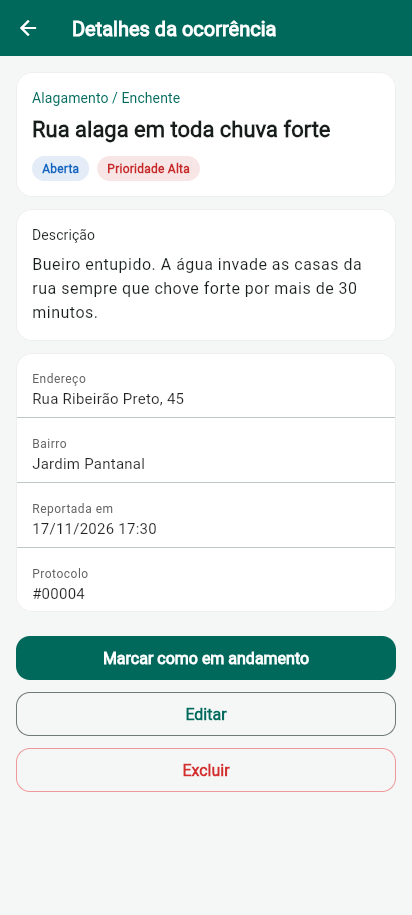 Detalhes da ocorrência
Alagamento / Enchente
Rua alaga em toda chuva forte
Aberta
Prioridade Alta
Descrição
Bueiro entupido. A água invade as casas da
rua sempre que chove forte por mais de 30
minutos.
Endereço
Rua Ribeirão Preto, 45
Bairro
Jardim Pantanal
Reportada em
17/11/2026 17:30
Protocolo
#00004
Marcar como em andamento
Editar
Excluir